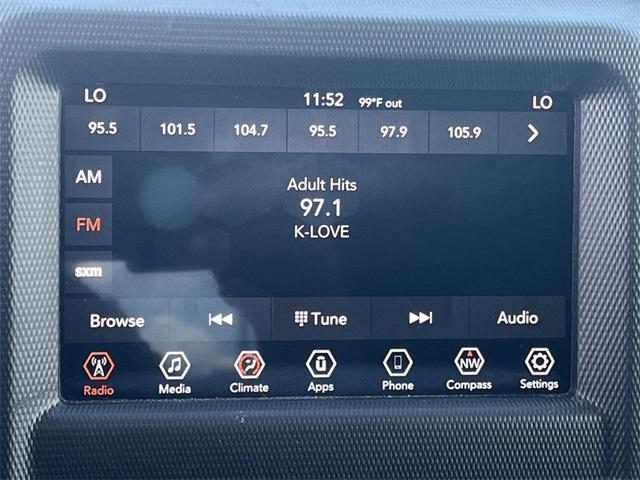 LO 11:52 99°F out LO
95.5 101.5 104.7 95.5 97.9 105.9
AM
Adult Hits
97.1
FM
K-LOVE
sxm
Browse Tune Audio
NW
Radio Media Climate Apps Phone Compass Settings